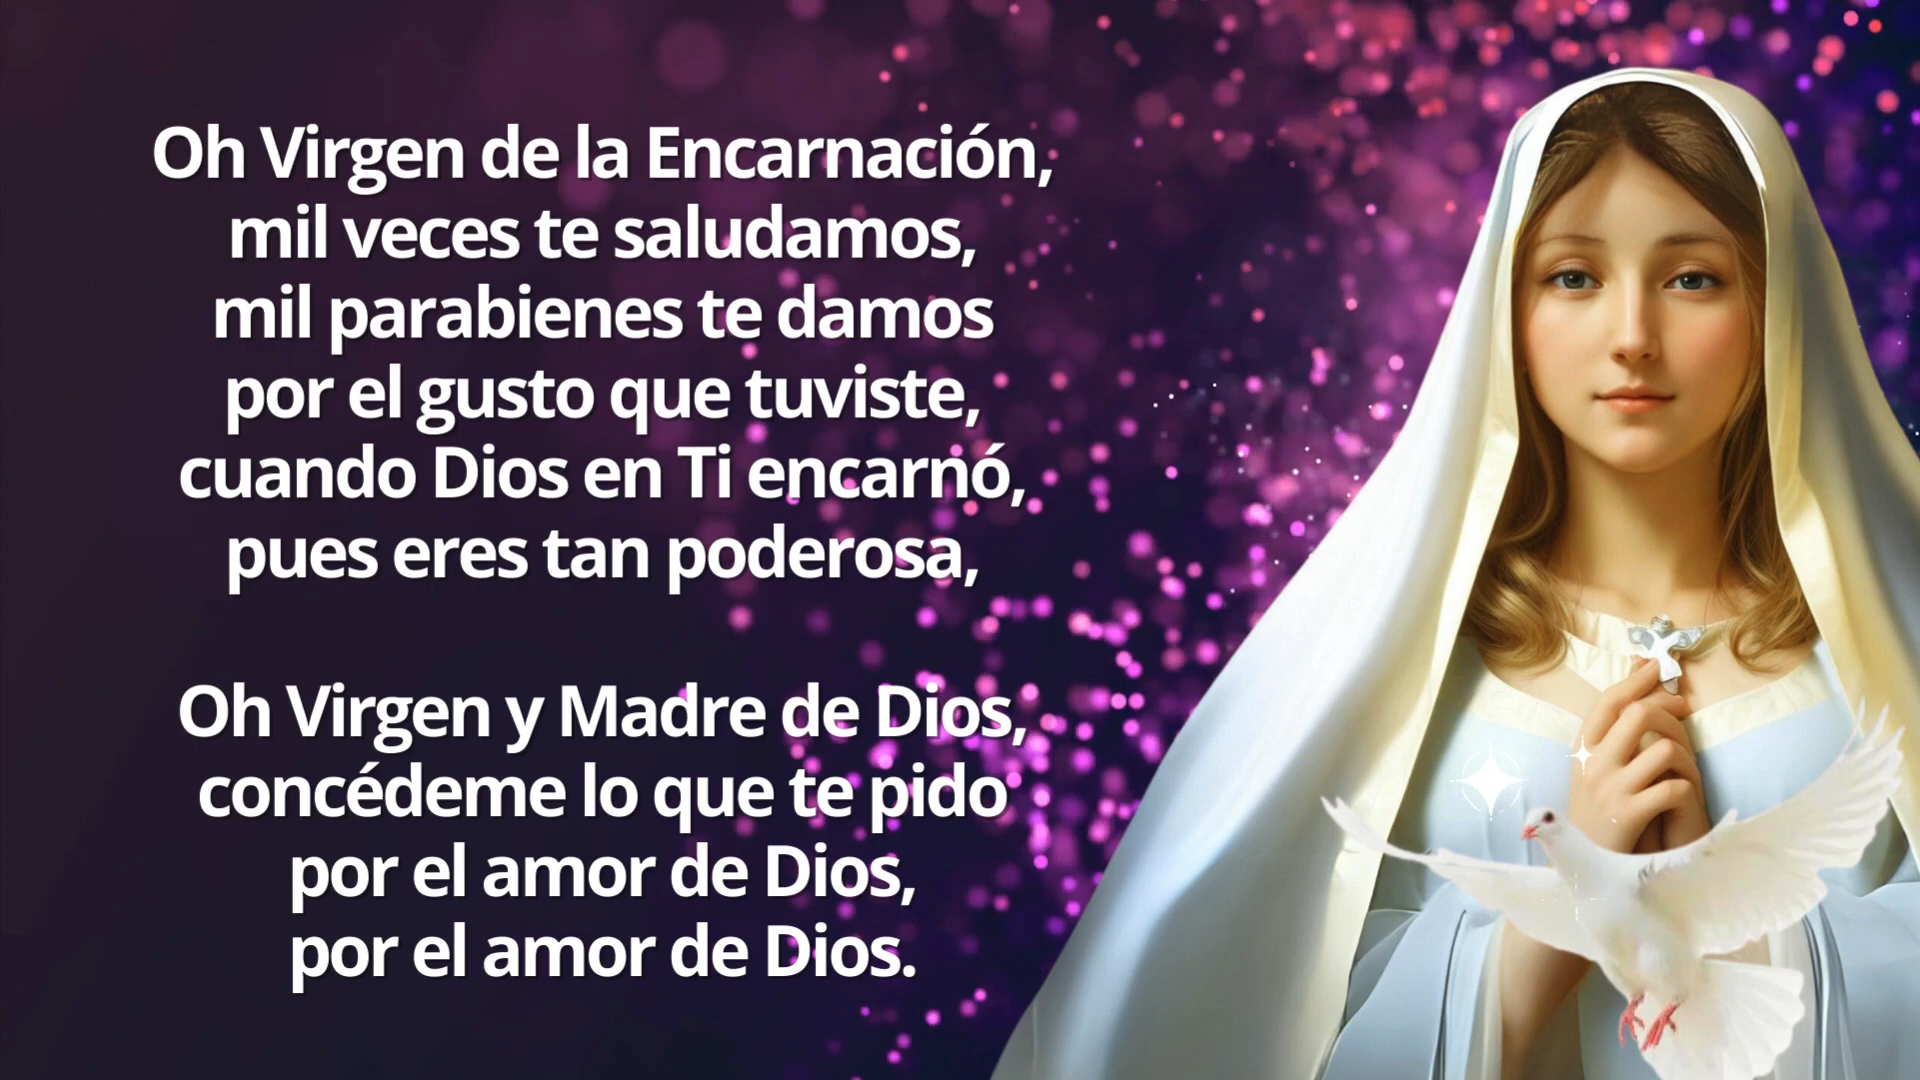 Oh Virgen de la Encarnación,
mil veces te saludamos,
mil parabienes te damos
por el gusto que tuviste,
cuando Dios en Ti encarnó,
pues eres tan poderosa,
Oh Virgen y Madre de Dios,
concédeme lo que te pido
por el amor de Dios,
por el amor de Dios.